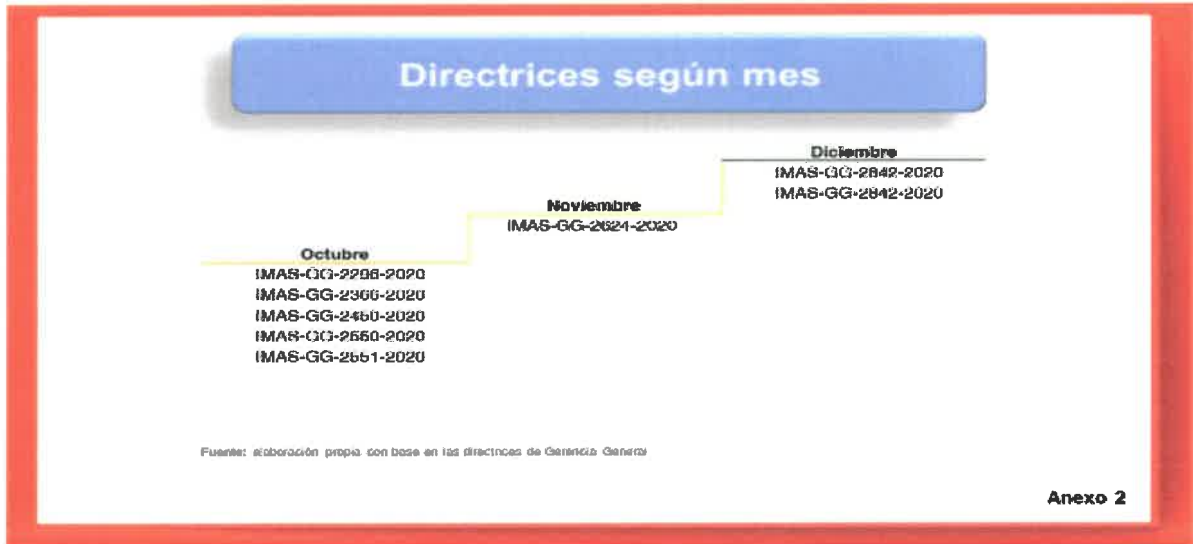 Directrices según mes
Diciembre
IMAS-GG-2842-2020
IMAS-GG-2842-2020
Noviembre
IMAS-GG-2624-2020
Octubre
IMAS-GG-2296-2020
IMAS-GG-2366-2020
IMAS-GG-2450-2020
IMAS-GG-2550-2020
IMAS-GG-2551-2020
Fuente: elaboración propia con base en las directrices de Gerencia General
Anexo 2